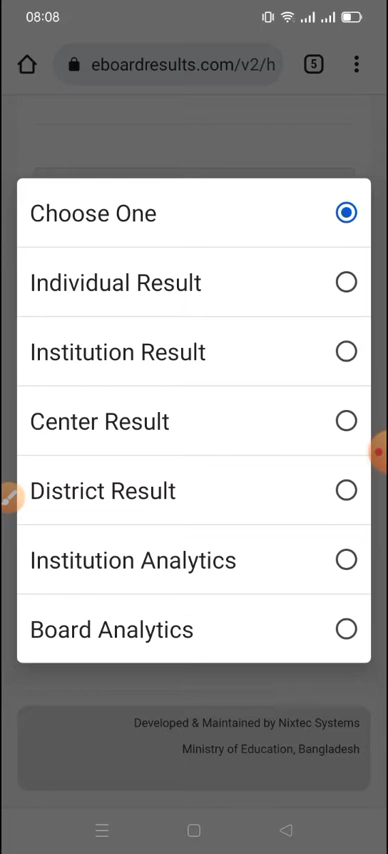 08:08
eboardresults.com/v2/h
5
Choose One
Individual Result
Institution Result
Center Result
District Result
Institution Analytics
Board Analytics
Developed & Maintained by Nixtec Systems
Ministry of Education, Bangladesh